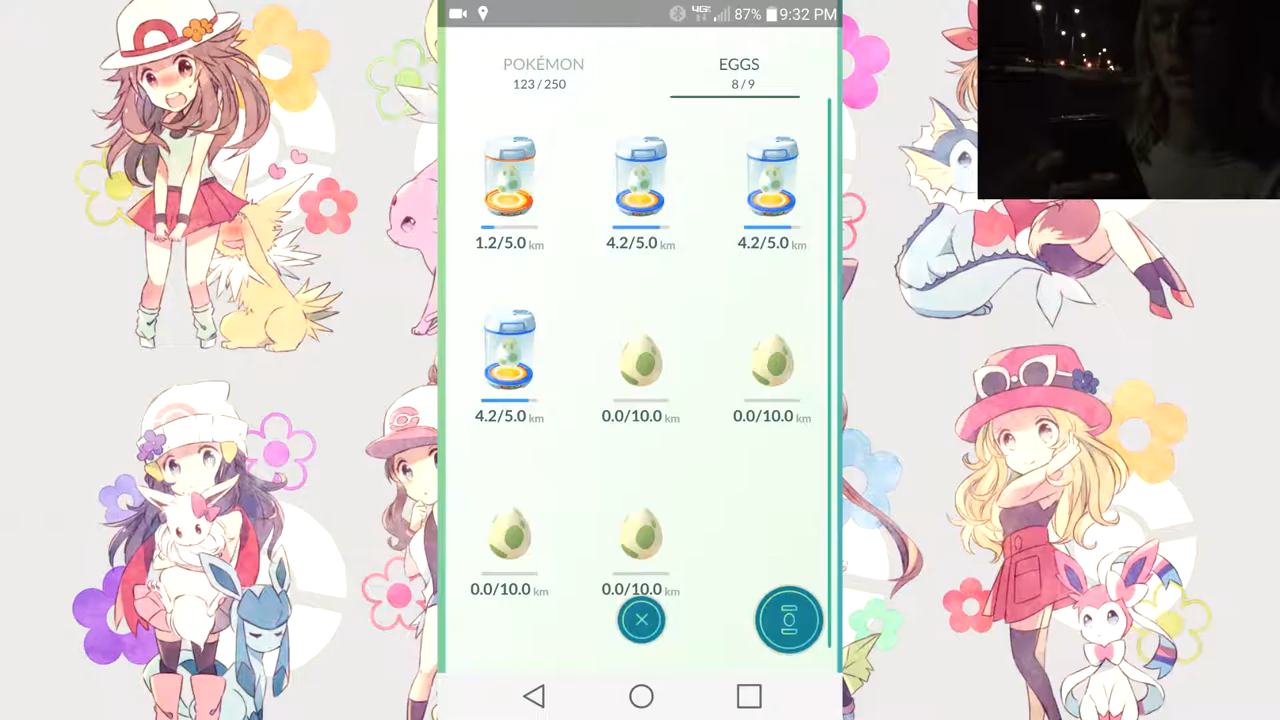 4G 87% 9:32 PM
POKÉMON EGGS
123/250 8/9
1.2/5.0 km 4.2/5.0 km 4.2/5.0 km
4.2/5.0 km 0.0/10.0 km 0.0/10.0 km
0.0/10.0 km 0.0/10.0 km